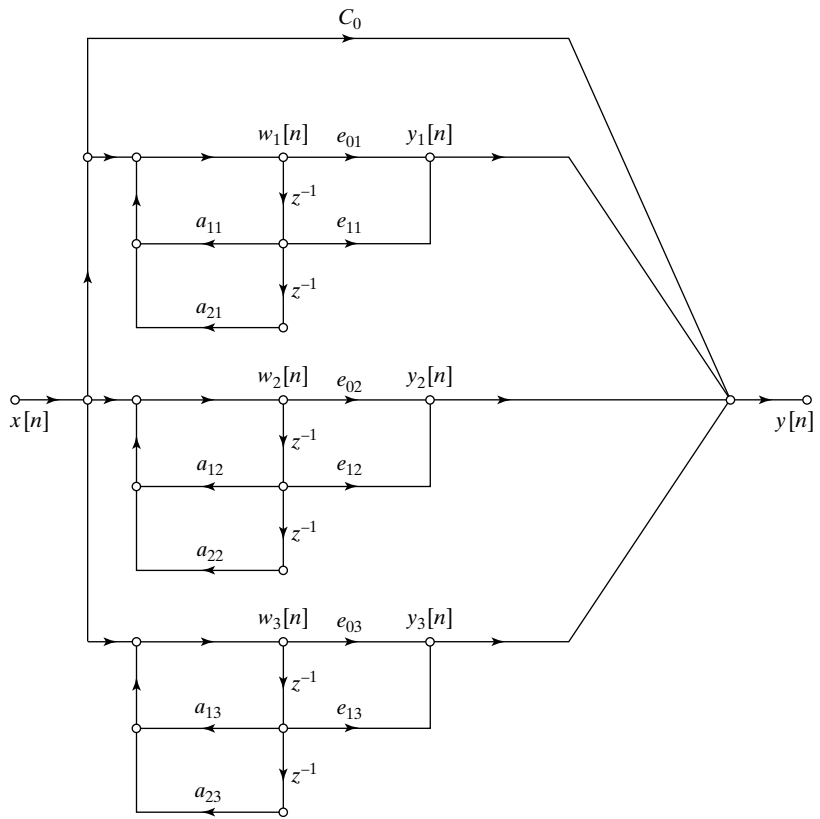 C₀
w₁[n] e₀₁ y₁[n]
z⁻¹
a₁₁ e₁₁
z⁻¹
a₂₁
w₂[n] e₀₂ y₂[n]
x[n] y[n]
z⁻¹
a₁₂ e₁₂
z⁻¹
a₂₂
w₃[n] e₀₃ y₃[n]
z⁻¹
a₁₃ e₁₃
z⁻¹
a₂₃